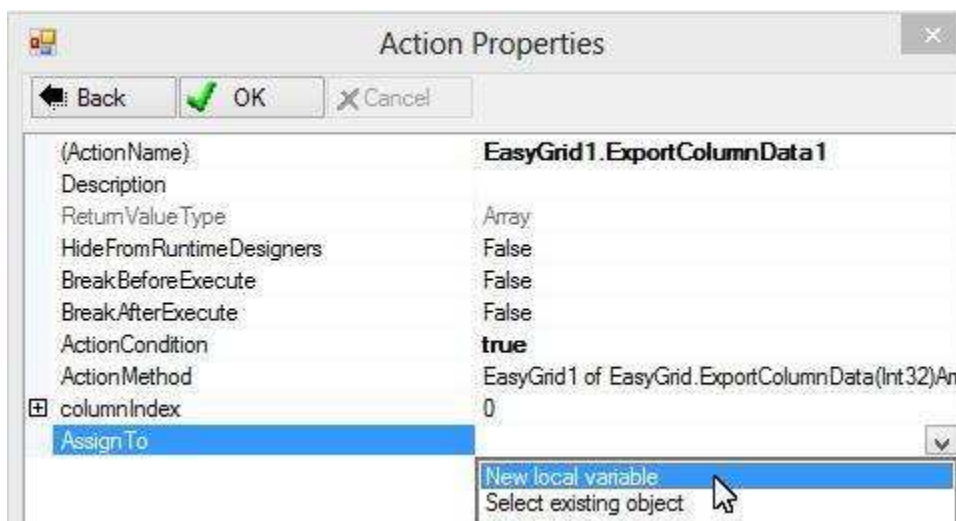 Action Properties
Back OK Cancel
(ActionName) EasyGrid1.ExportColumnData1
Description
ReturnValueType Array
HideFromRuntimeDesigners False
BreakBeforeExecute False
BreakAfterExecute False
ActionCondition true
ActionMethod EasyGrid1 of EasyGrid.ExportColumnData(Int32)Ar
columnIndex 0
AssignTo
New local variable
Select existing object